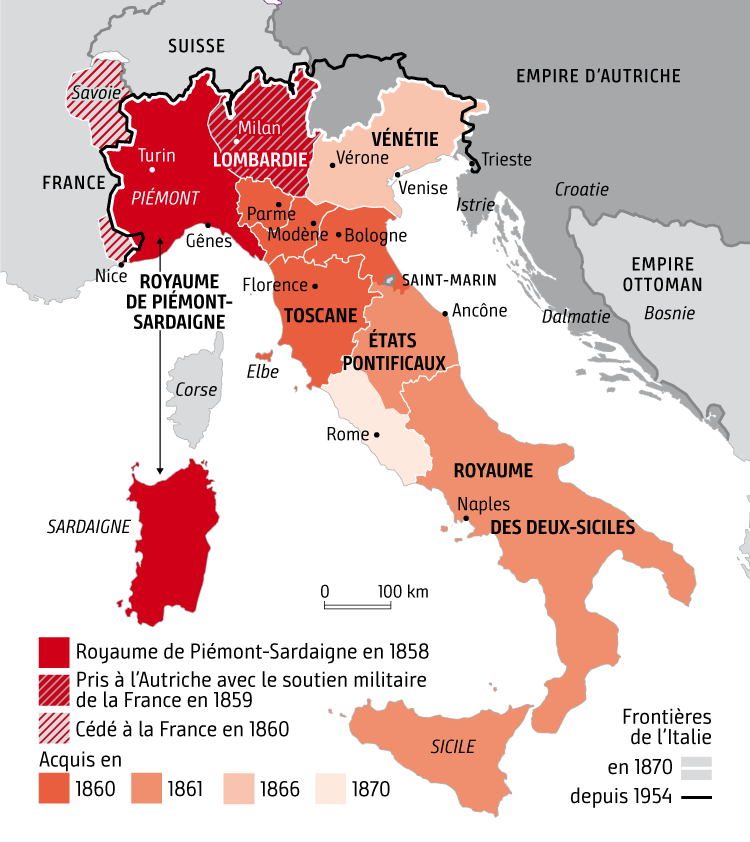 SUISSE
EMPIRE D'AUTRICHE
Savoie
Milan
LOMBARDIE
VÉNÉTIE
Vérone
Trieste
Turin
FRANCE
PIÉMONT
Venise
Istrie
Croatie
Parme
Modène
Bologne
Gênes
Nice
ROYAUME
DE PIÉMONT-
SARDAIGNE
Florence
SAINT-MARIN
EMPIRE
OTTOMAN
Bosnie
TOSCANE
Ancône
Dalmatie
ÉTATS
PONTIFICAUX
Elbe
Corse
Rome
ROYAUME
DES DEUX-SICILES
Naples
SARDAIGNE
0 100 km
SICILE
Royaume de Piémont-Sardaigne en 1858
Pris à l'Autriche avec le soutien militaire
de la France en 1859
Cédé à la France en 1860
Acquis en
1860 1861 1866 1870
Frontières
de l'Italie
en 1870
depuis 1954